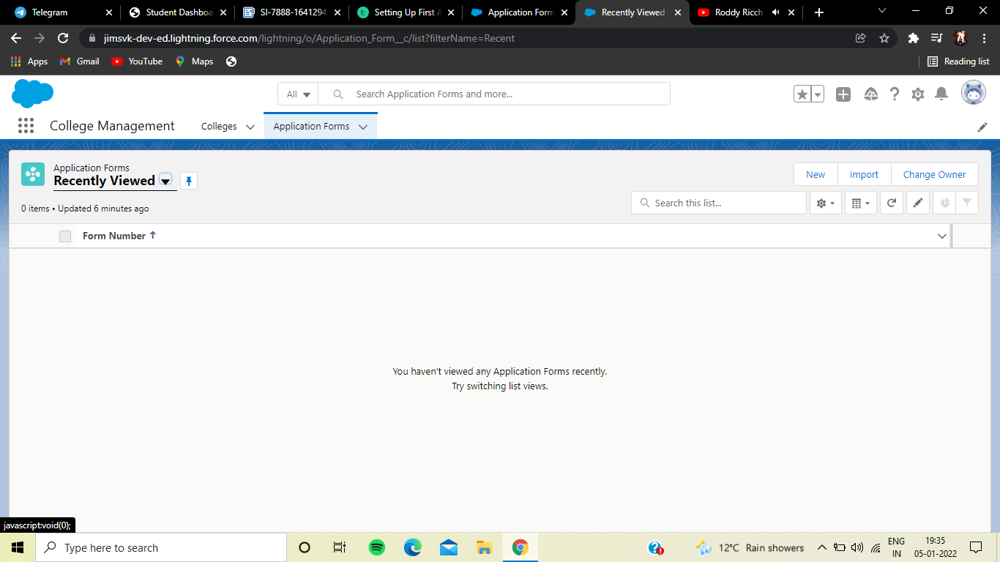 Telegram
Student Dashboa
SI-7888-1641294
Setting Up First A
Application Form
Recently Viewed
Roddy Ricch
jimsvk-dev-ed.lightning.force.com/lightning/o/Application_Form__c/list?filterName=Recent
Apps
Gmail
YouTube
Maps
Reading list
All
Search Application Forms and more...
College Management
Colleges
Application Forms
Application Forms
Recently Viewed
New
Import
Change Owner
0 items • Updated 6 minutes ago
Search this list...
Form Number
You haven't viewed any Application Forms recently.
Try switching list views.
javascript:void(0);
Type here to search
12°C Rain showers
ENG
IN
19:35
05-01-2022